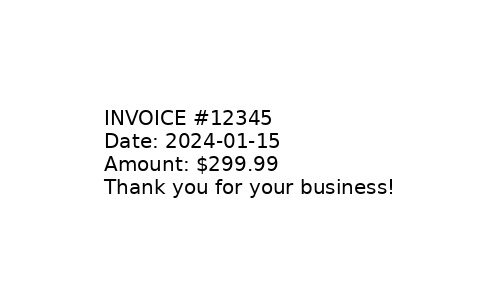 INVOICE #12345
Date: 2024-01-15
Amount: $299.99
Thank you for your business!